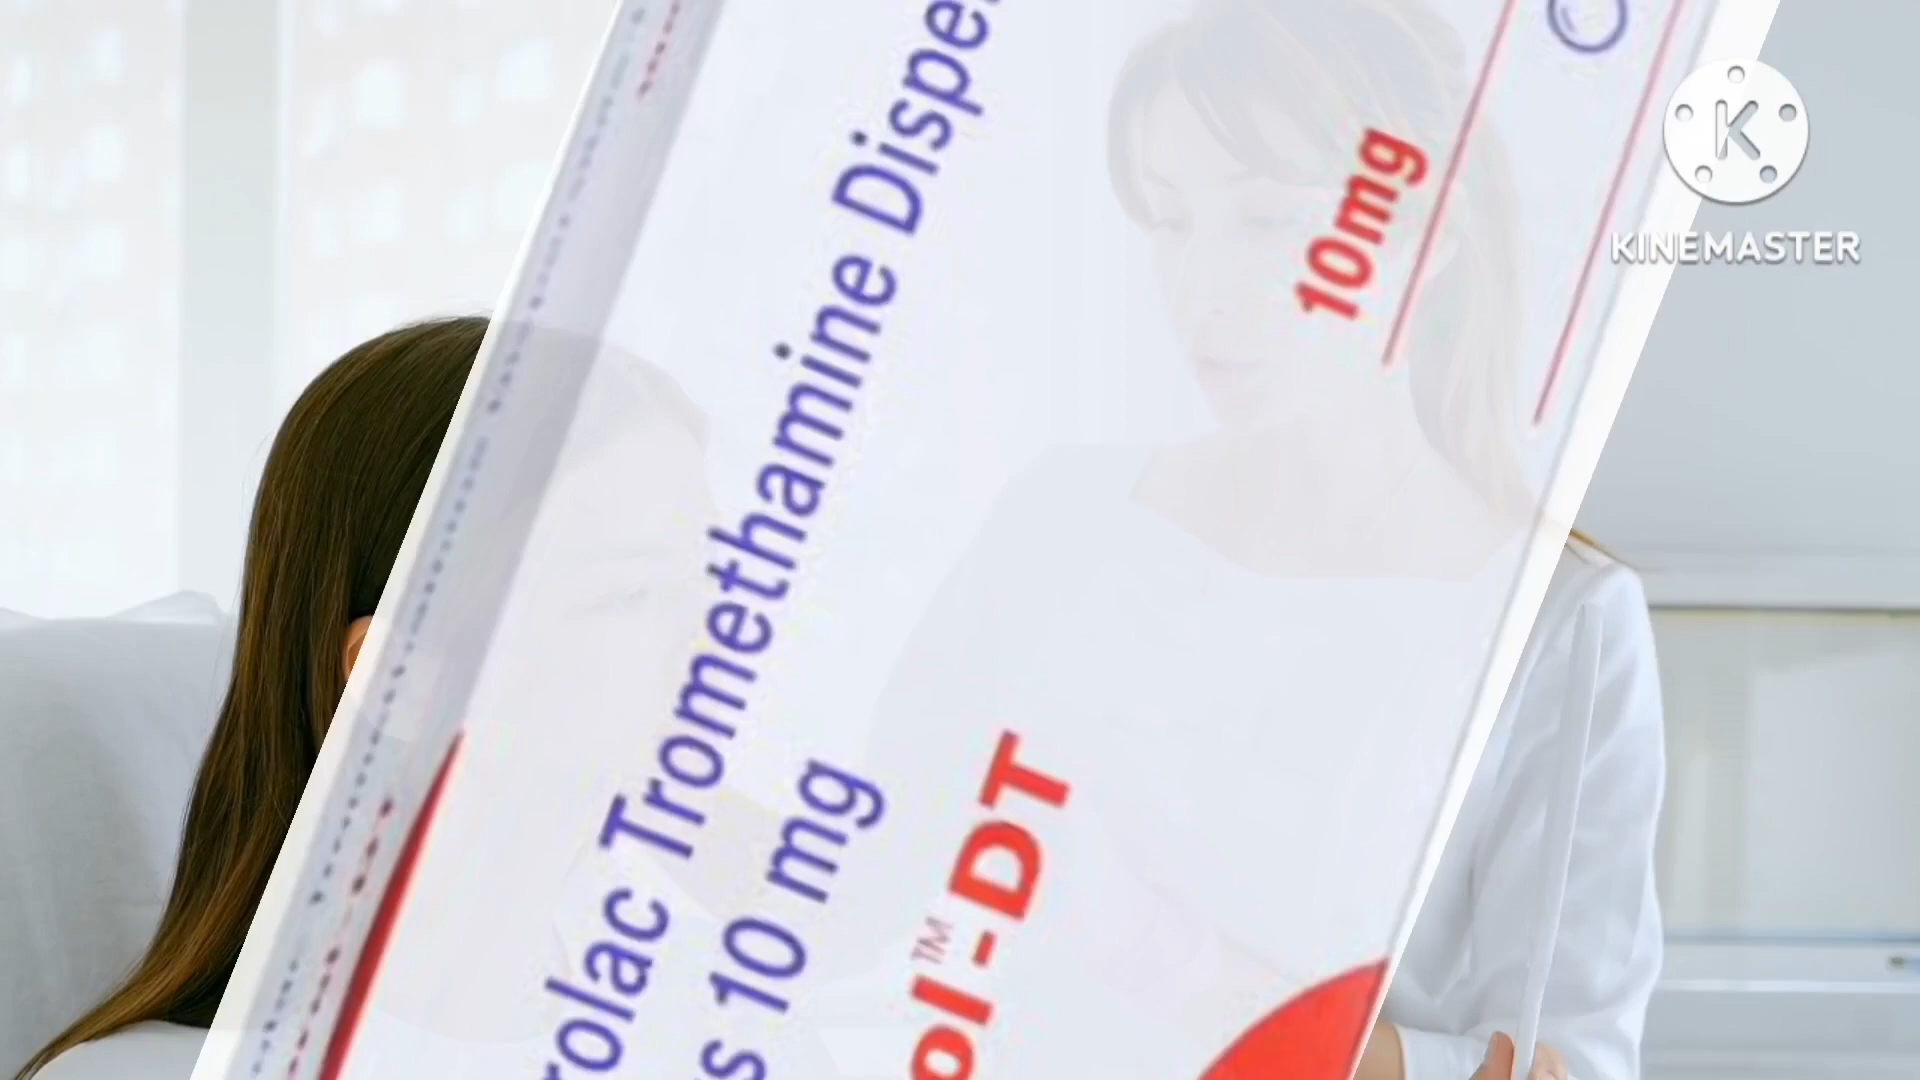 rolac Tromethamine Dispe
s 10 mg
ol™-DT
10mg
K
KINEMASTER